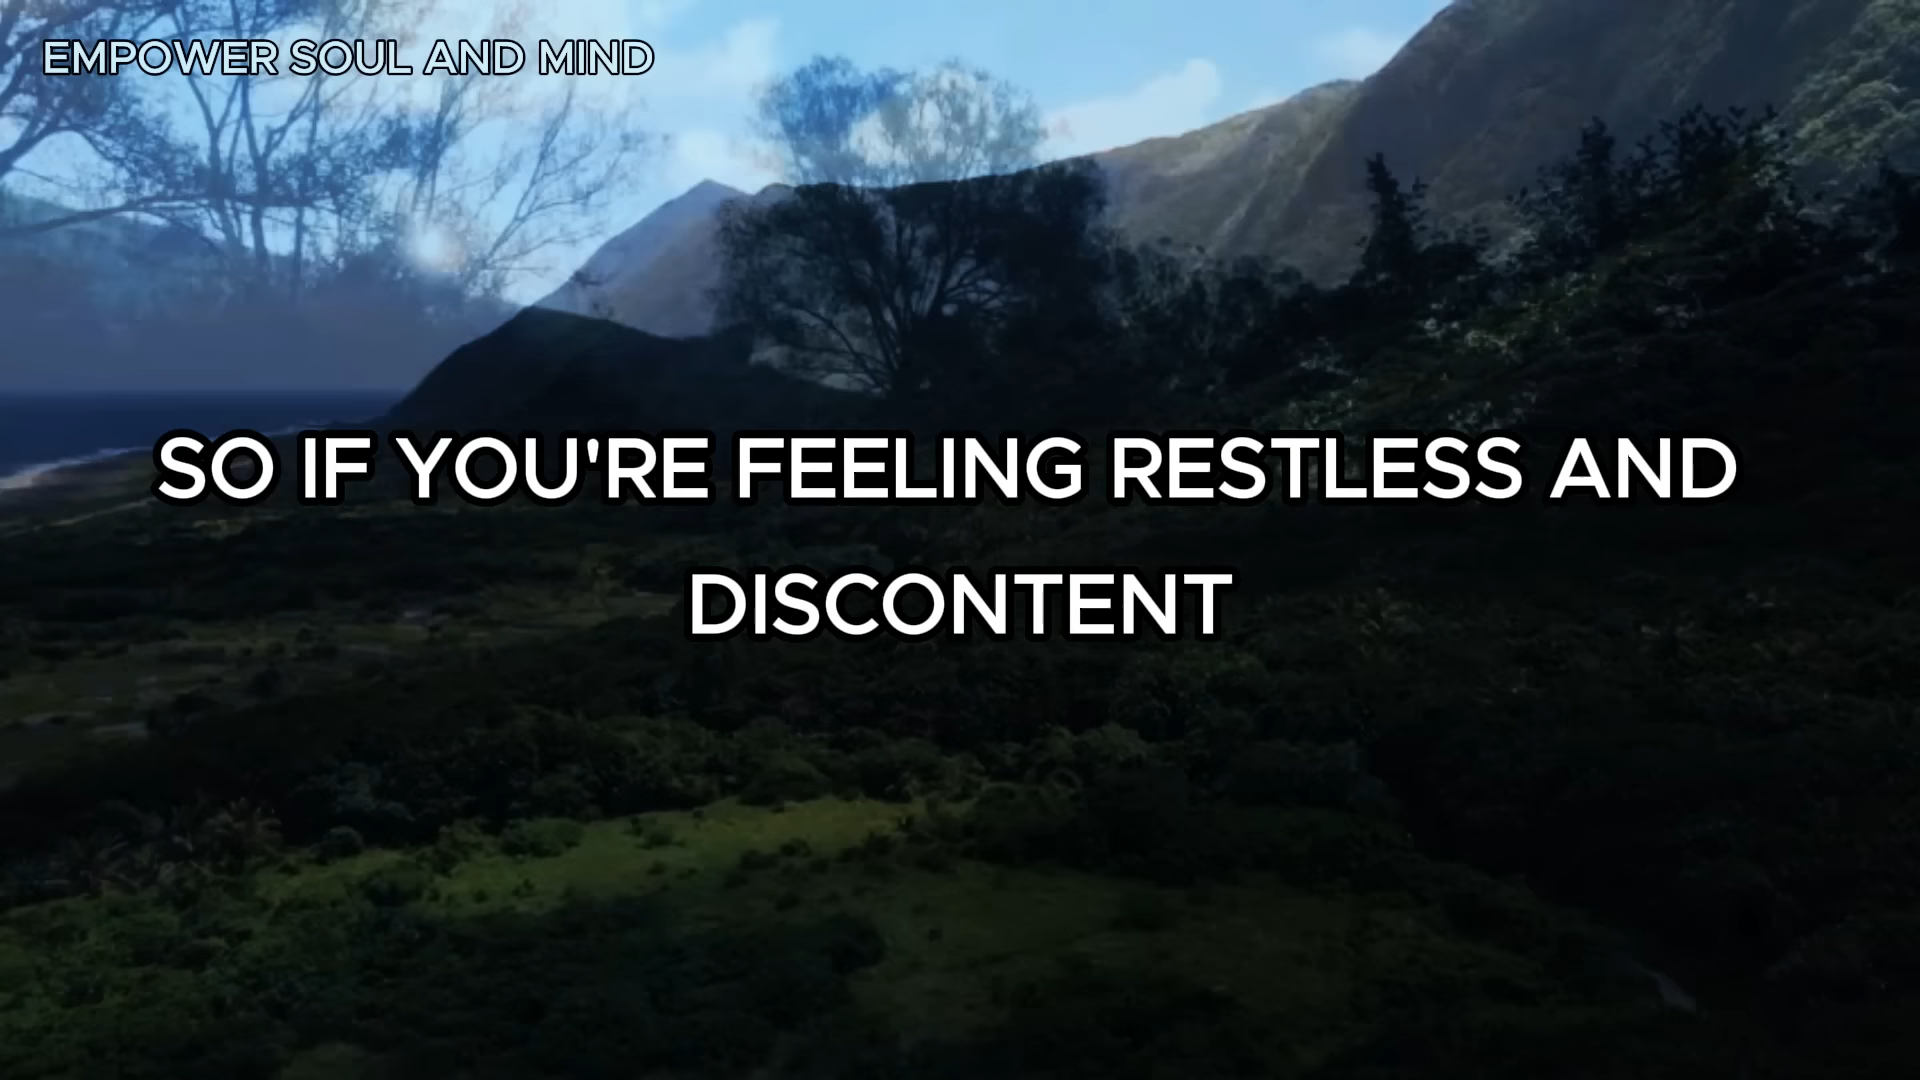 EMPOWER SOUL AND MIND
SO IF YOU'RE FEELING RESTLESS AND
DISCONTENT